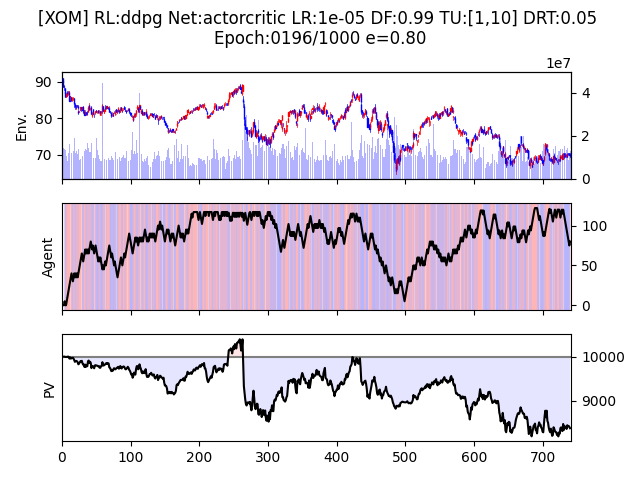 [XOM] RL:ddpg Net:actorcritic LR:1e-05 DF:0.99 TU:[1,10] DRT:0.05
Epoch:0196/1000 e=0.80
1e7
90
80
70
Env.
4
2
0
Agent
100
50
0
PV
10000
9000
0 100 200 300 400 500 600 700